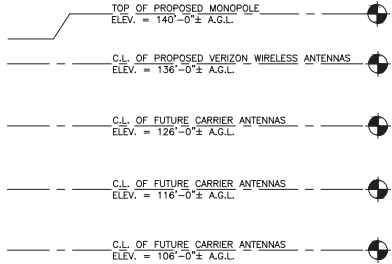 TOP OF PROPOSED MONOPOLE
ELEV. = 140'-0"± A.G.L.
C.L. OF PROPOSED VERIZON WIRELESS ANTENNAS
ELEV. = 136'-0"± A.G.L.
C.L. OF FUTURE CARRIER ANTENNAS
ELEV. = 126'-0"± A.G.L.
C.L. OF FUTURE CARRIER ANTENNAS
ELEV. = 116'-0"± A.G.L.
C.L. OF FUTURE CARRIER ANTENNAS
ELEV. = 106'-0"± A.G.L.